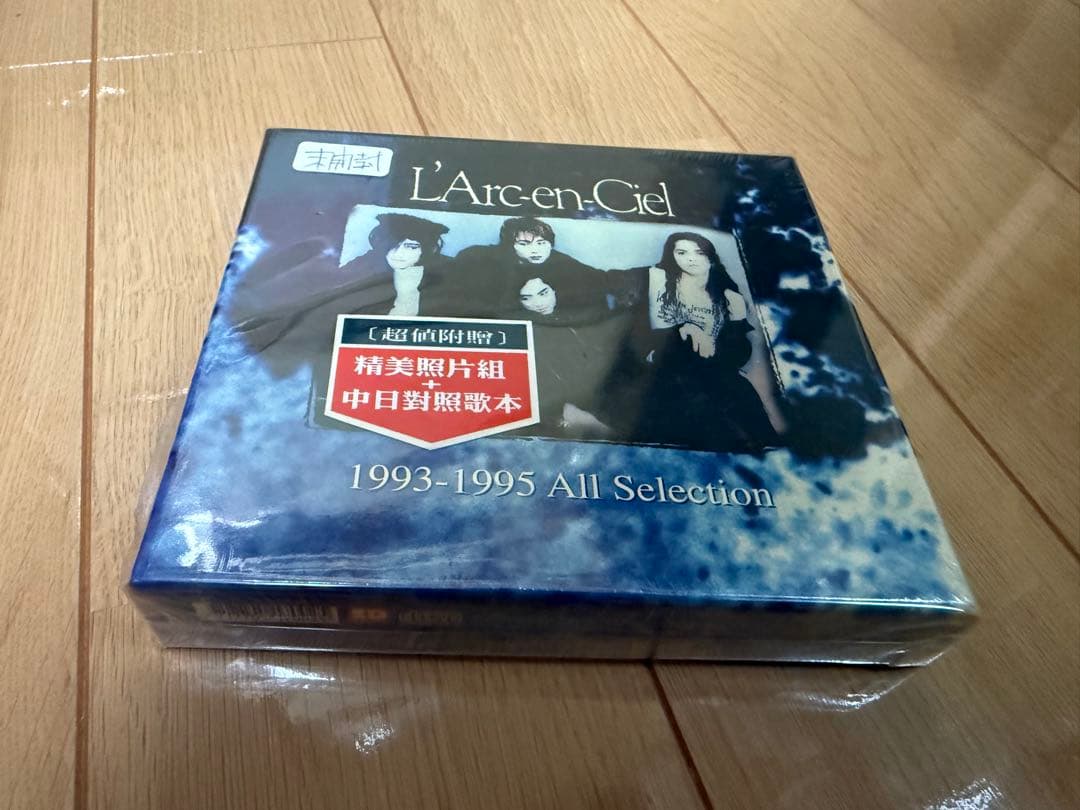 未開封
L'Arc-en-Ciel
〔超値附贈〕
精美照片組
+
中日對照歌本
1993-1995 All Selection